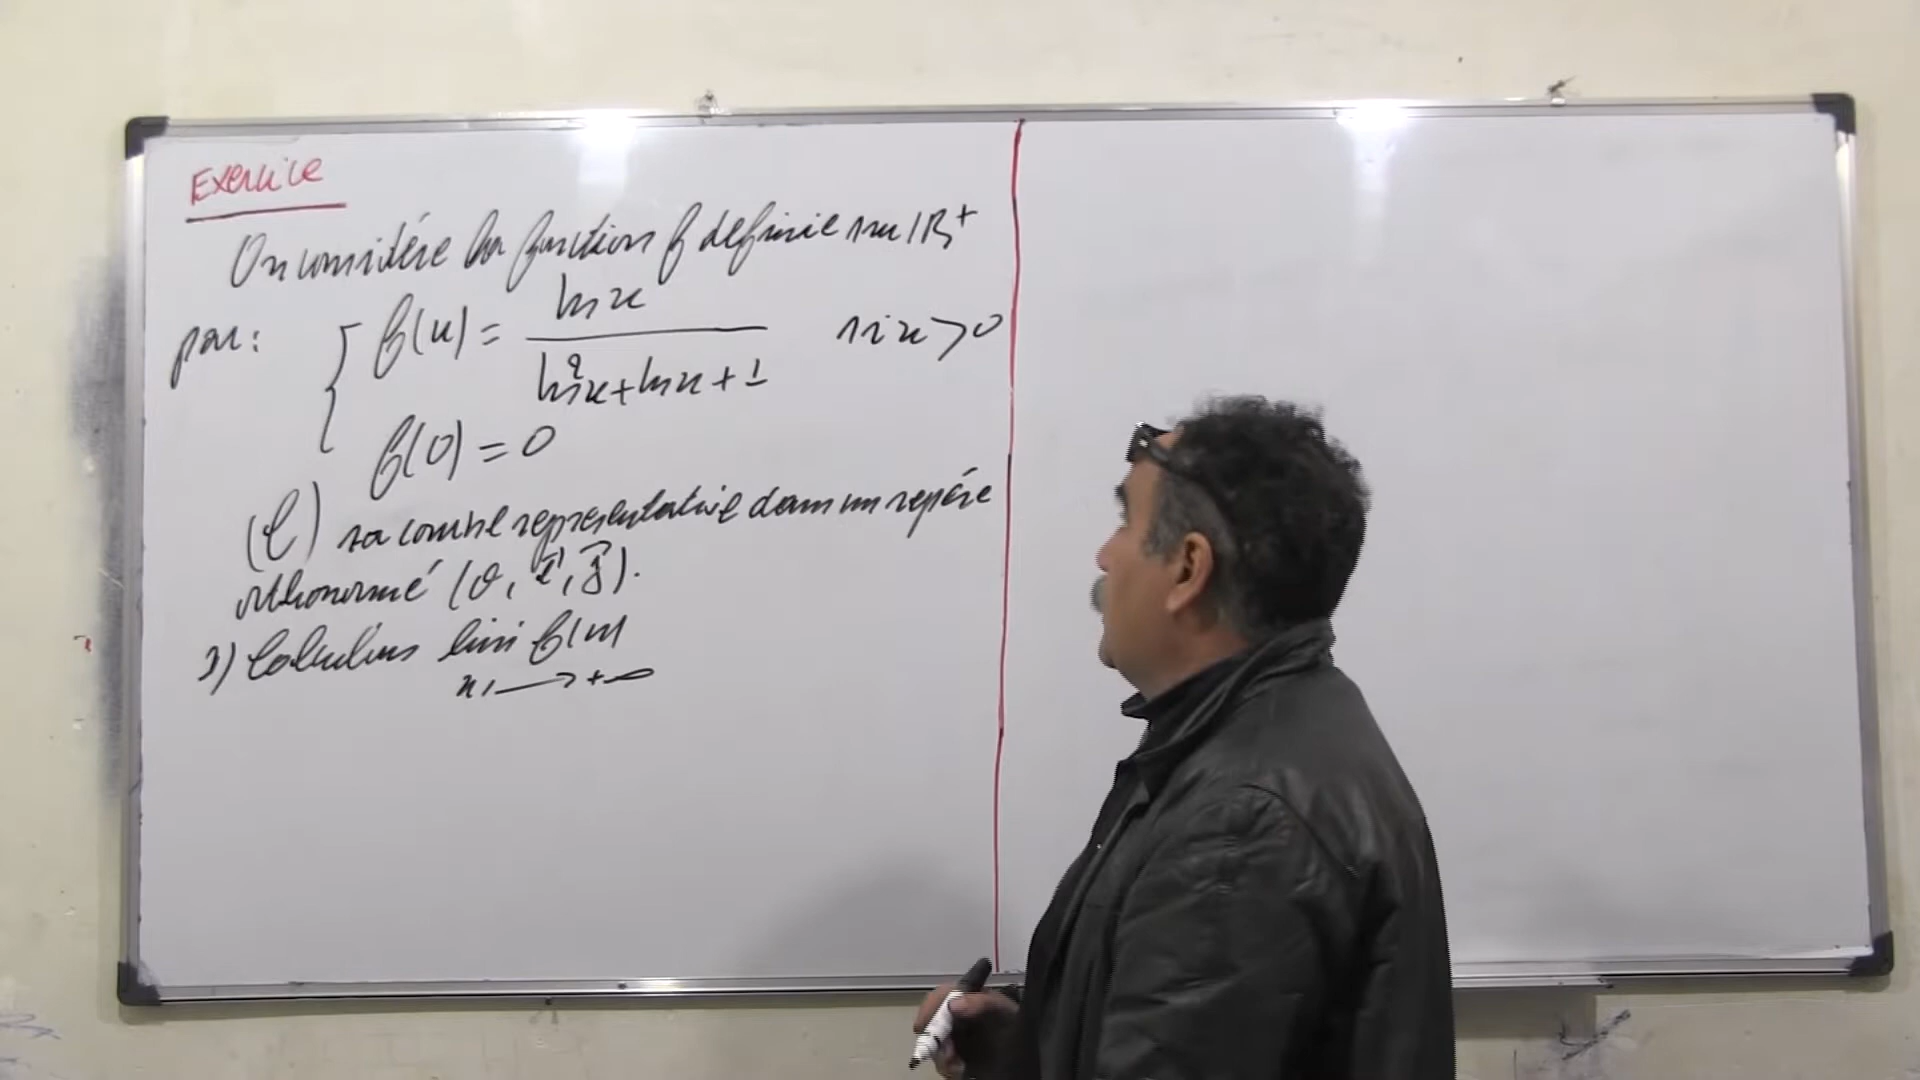 Exercice
On considère la fonction f definie sur IR+
par: { f(x) = ln x / (ln²x + ln x + 1) si x > 0
f(0) = 0
(C) sa courbe representative dans un repère
orthonormé (O, i, j).
1) Calculons lim f(x)
x → +∞